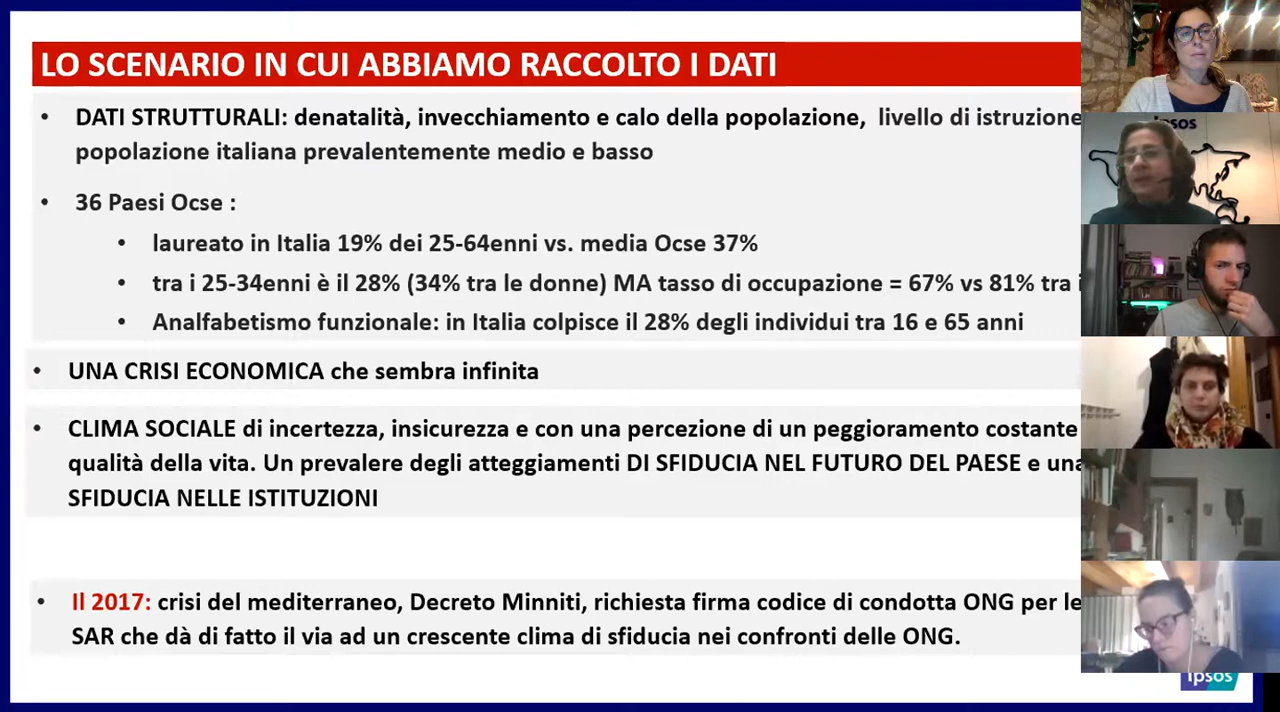 LO SCENARIO IN CUI ABBIAMO RACCOLTO I DATI
• DATI STRUTTURALI: denatalità, invecchiamento e calo della popolazione, livello di istruzione
popolazione italiana prevalentemente medio e basso
• 36 Paesi Ocse :
• laureato in Italia 19% dei 25-64enni vs. media Ocse 37%
• tra i 25-34enni è il 28% (34% tra le donne) MA tasso di occupazione = 67% vs 81% tra
• Analfabetismo funzionale: in Italia colpisce il 28% degli individui tra 16 e 65 anni
• UNA CRISI ECONOMICA che sembra infinita
• CLIMA SOCIALE di incertezza, insicurezza e con una percezione di un peggioramento costante
qualità della vita. Un prevalere degli atteggiamenti DI SFIDUCIA NEL FUTURO DEL PAESE e una
SFIDUCIA NELLE ISTITUZIONI
• Il 2017: crisi del mediterraneo, Decreto Minniti, richiesta firma codice di condotta ONG per le
SAR che dà di fatto il via ad un crescente clima di sfiducia nei confronti delle ONG.
ipsos
ipsos